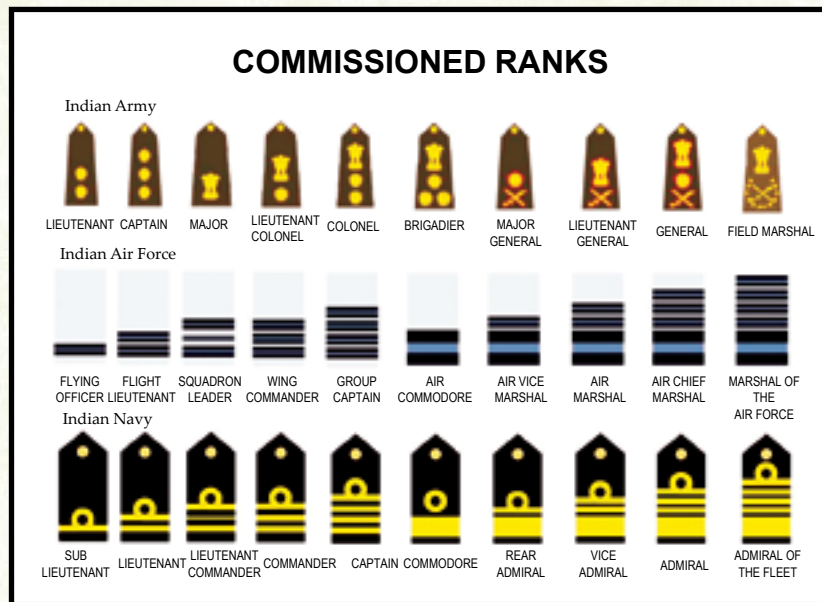 COMMISSIONED RANKS
Indian Army
LIEUTENANT CAPTAIN MAJOR LIEUTENANT COLONEL COLONEL BRIGADIER MAJOR GENERAL LIEUTENANT GENERAL GENERAL FIELD MARSHAL
Indian Air Force
FLYING OFFICER FLIGHT LIEUTENANT SQUADRON LEADER WING COMMANDER GROUP CAPTAIN AIR COMMODORE AIR VICE MARSHAL AIR MARSHAL AIR CHIEF MARSHAL MARSHAL OF THE AIR FORCE
Indian Navy
SUB LIEUTENANT LIEUTENANT LIEUTENANT COMMANDER COMMANDER CAPTAIN COMMODORE REAR ADMIRAL VICE ADMIRAL ADMIRAL ADMIRAL OF THE FLEET